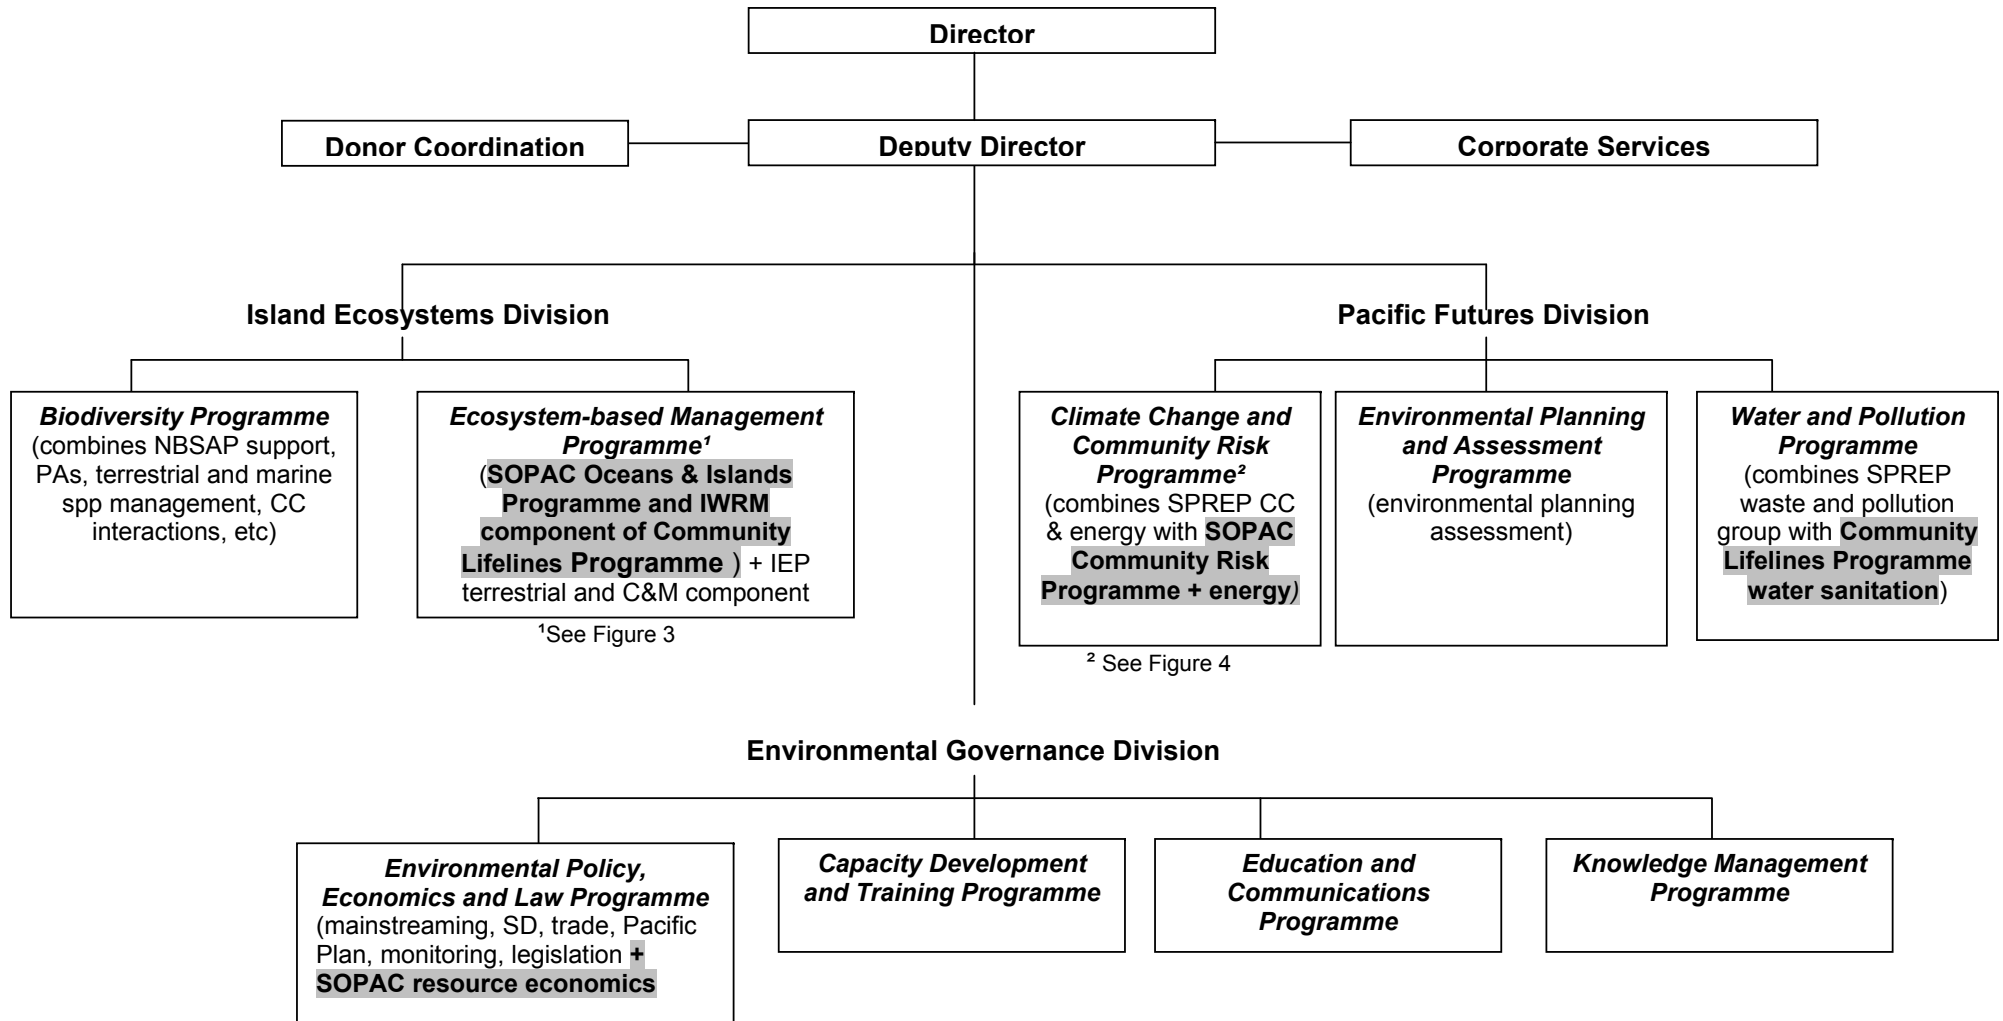 Director
Donor Coordination
Deputy Director
Corporate Services
Island Ecosystems Division
Pacific Futures Division
Biodiversity Programme
(combines NBSAP support,
PAs, terrestrial and marine
spp management, CC
interactions, etc)
Ecosystem-based Management
Programme¹
(SOPAC Oceans & Islands
Programme and IWRM
component of Community
Lifelines Programme ) + IEP
terrestrial and C&M component
¹See Figure 3
Climate Change and
Community Risk
Programme²
(combines SPREP CC
& energy with SOPAC
Community Risk
Programme + energy)
² See Figure 4
Environmental Planning
and Assessment
Programme
(environmental planning
assessment)
Water and Pollution
Programme
(combines SPREP
waste and pollution
group with Community
Lifelines Programme
water sanitation)
Environmental Governance Division
Environmental Policy,
Economics and Law Programme
(mainstreaming, SD, trade, Pacific
Plan, monitoring, legislation +
SOPAC resource economics
Capacity Development
and Training Programme
Education and
Communications
Programme
Knowledge Management
Programme